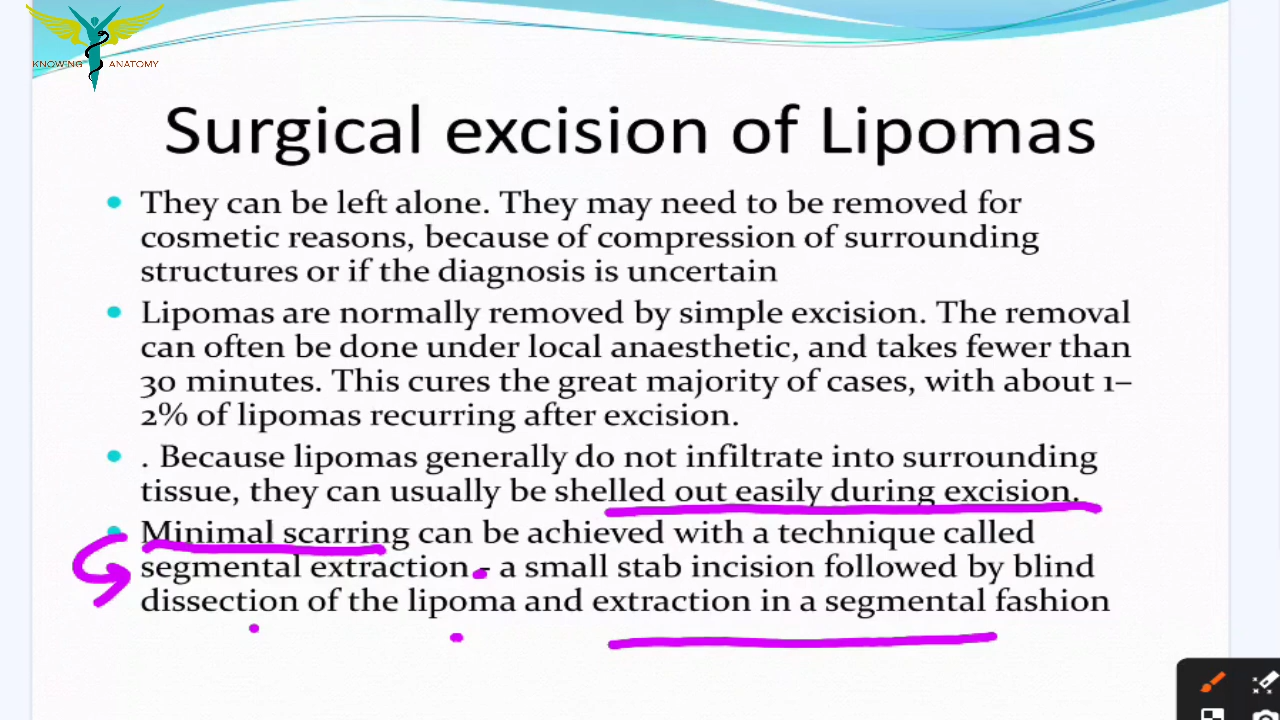 KNOWING ANATOMY
Surgical excision of Lipomas
They can be left alone. They may need to be removed for
cosmetic reasons, because of compression of surrounding
structures or if the diagnosis is uncertain
Lipomas are normally removed by simple excision. The removal
can often be done under local anaesthetic, and takes fewer than
30 minutes. This cures the great majority of cases, with about 1–
2% of lipomas recurring after excision.
. Because lipomas generally do not infiltrate into surrounding
tissue, they can usually be shelled out easily during excision.
Minimal scarring can be achieved with a technique called
segmental extraction - a small stab incision followed by blind
dissection of the lipoma and extraction in a segmental fashion